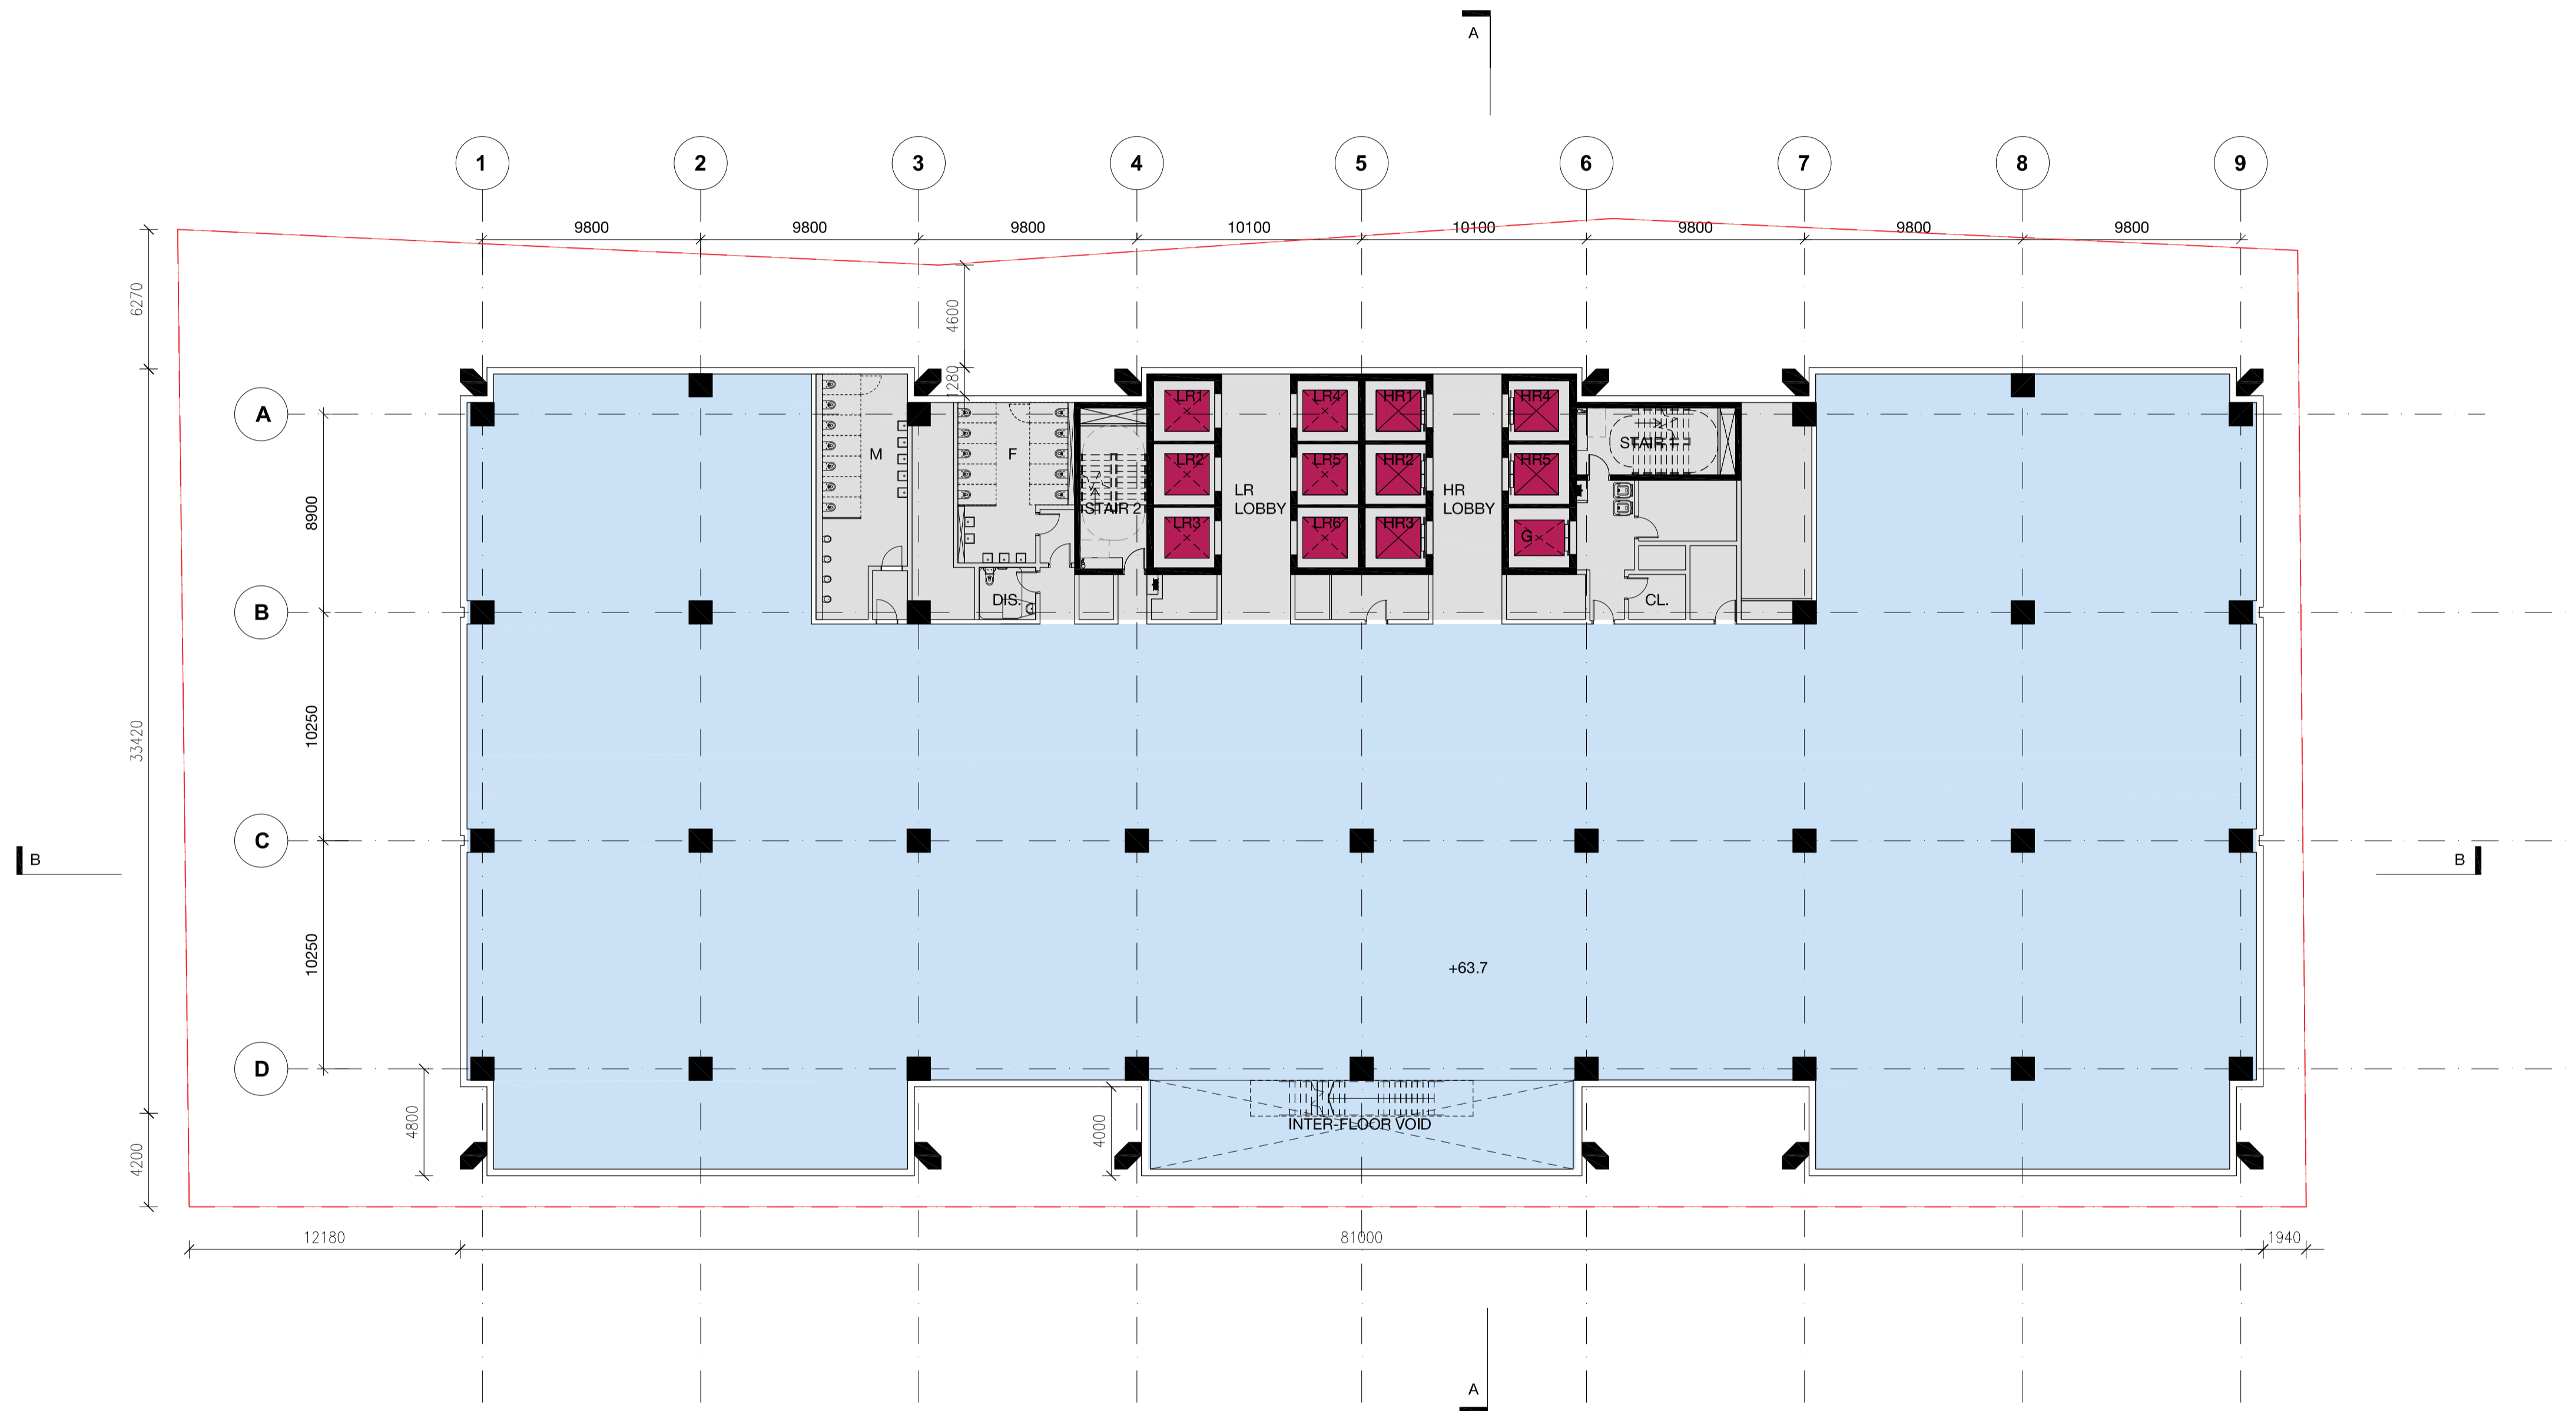 A
1 2 3 4 5 6 7 8 9
9800 9800 9800 10100 10100 9800 9800 9800
6270
4600
1280
A
LR1 LR4 HR1 HR4
M F STAIR 1
LR2 LR5 HR2 HR5
LR
LOBBY
HR
LOBBY
STAIR 2
8900
LR3 LR6 HR3 G
DIS. CL.
B
10250
33420
C
B B
10250
+63.7
D
4800
4000
INTER-FLOOR VOID
4200
12180 81000 1940
A